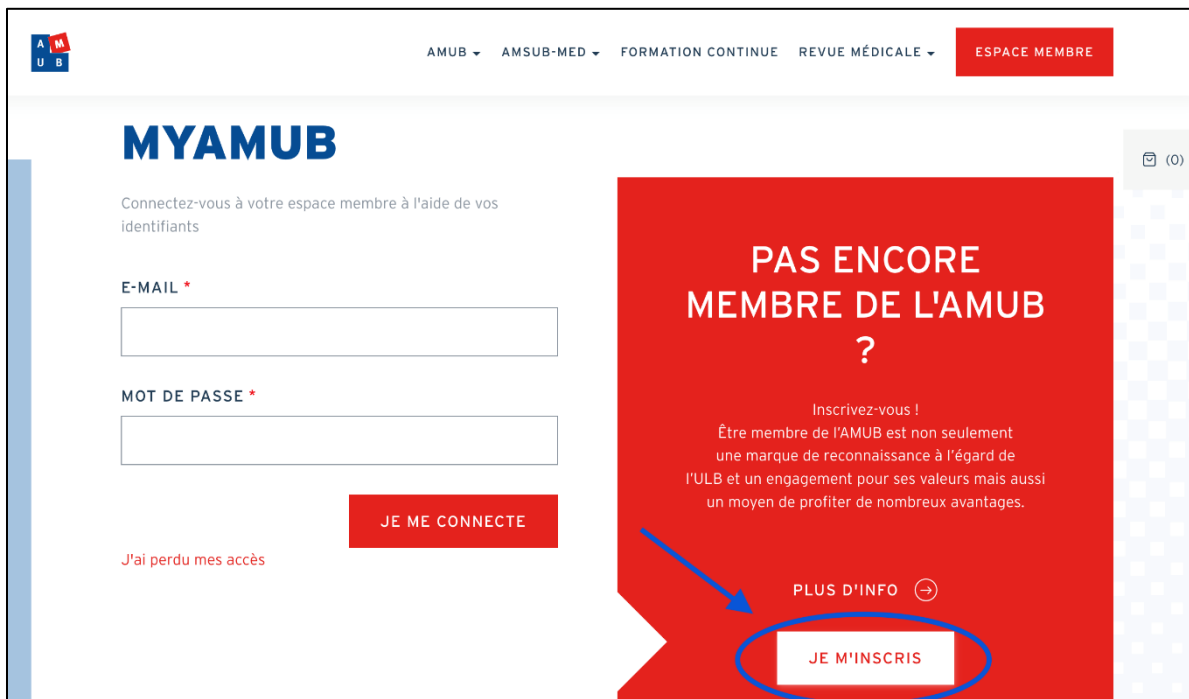 A M
U B
AMUB
AMSUB-MED
FORMATION CONTINUE
REVUE MÉDICALE
ESPACE MEMBRE
(0)
MYAMUB
Connectez-vous à votre espace membre à l'aide de vos
identifiants
E-MAIL *
MOT DE PASSE *
JE ME CONNECTE
J'ai perdu mes accès
PAS ENCORE
MEMBRE DE L'AMUB
?
Inscrivez-vous !
Être membre de l'AMUB est non seulement
une marque de reconnaissance à l'égard de
l'ULB et un engagement pour ses valeurs mais aussi
un moyen de profiter de nombreux avantages.
PLUS D'INFO
JE M'INSCRIS